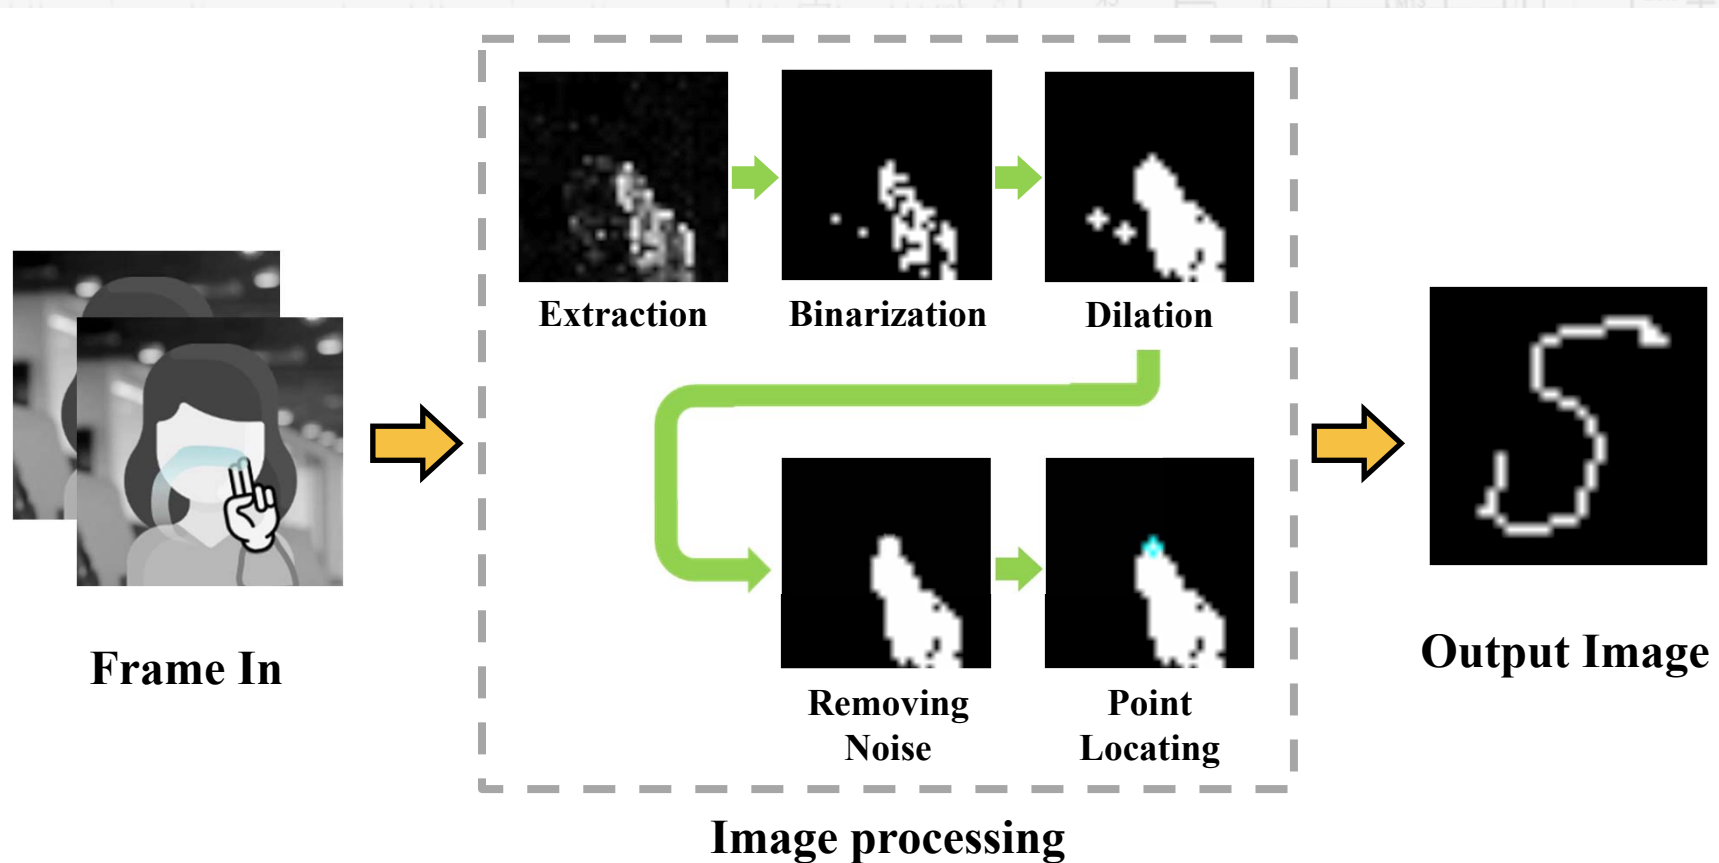 Extraction
Binarization
Dilation
Removing
Noise
Point
Locating
Frame In
Output Image
Image processing